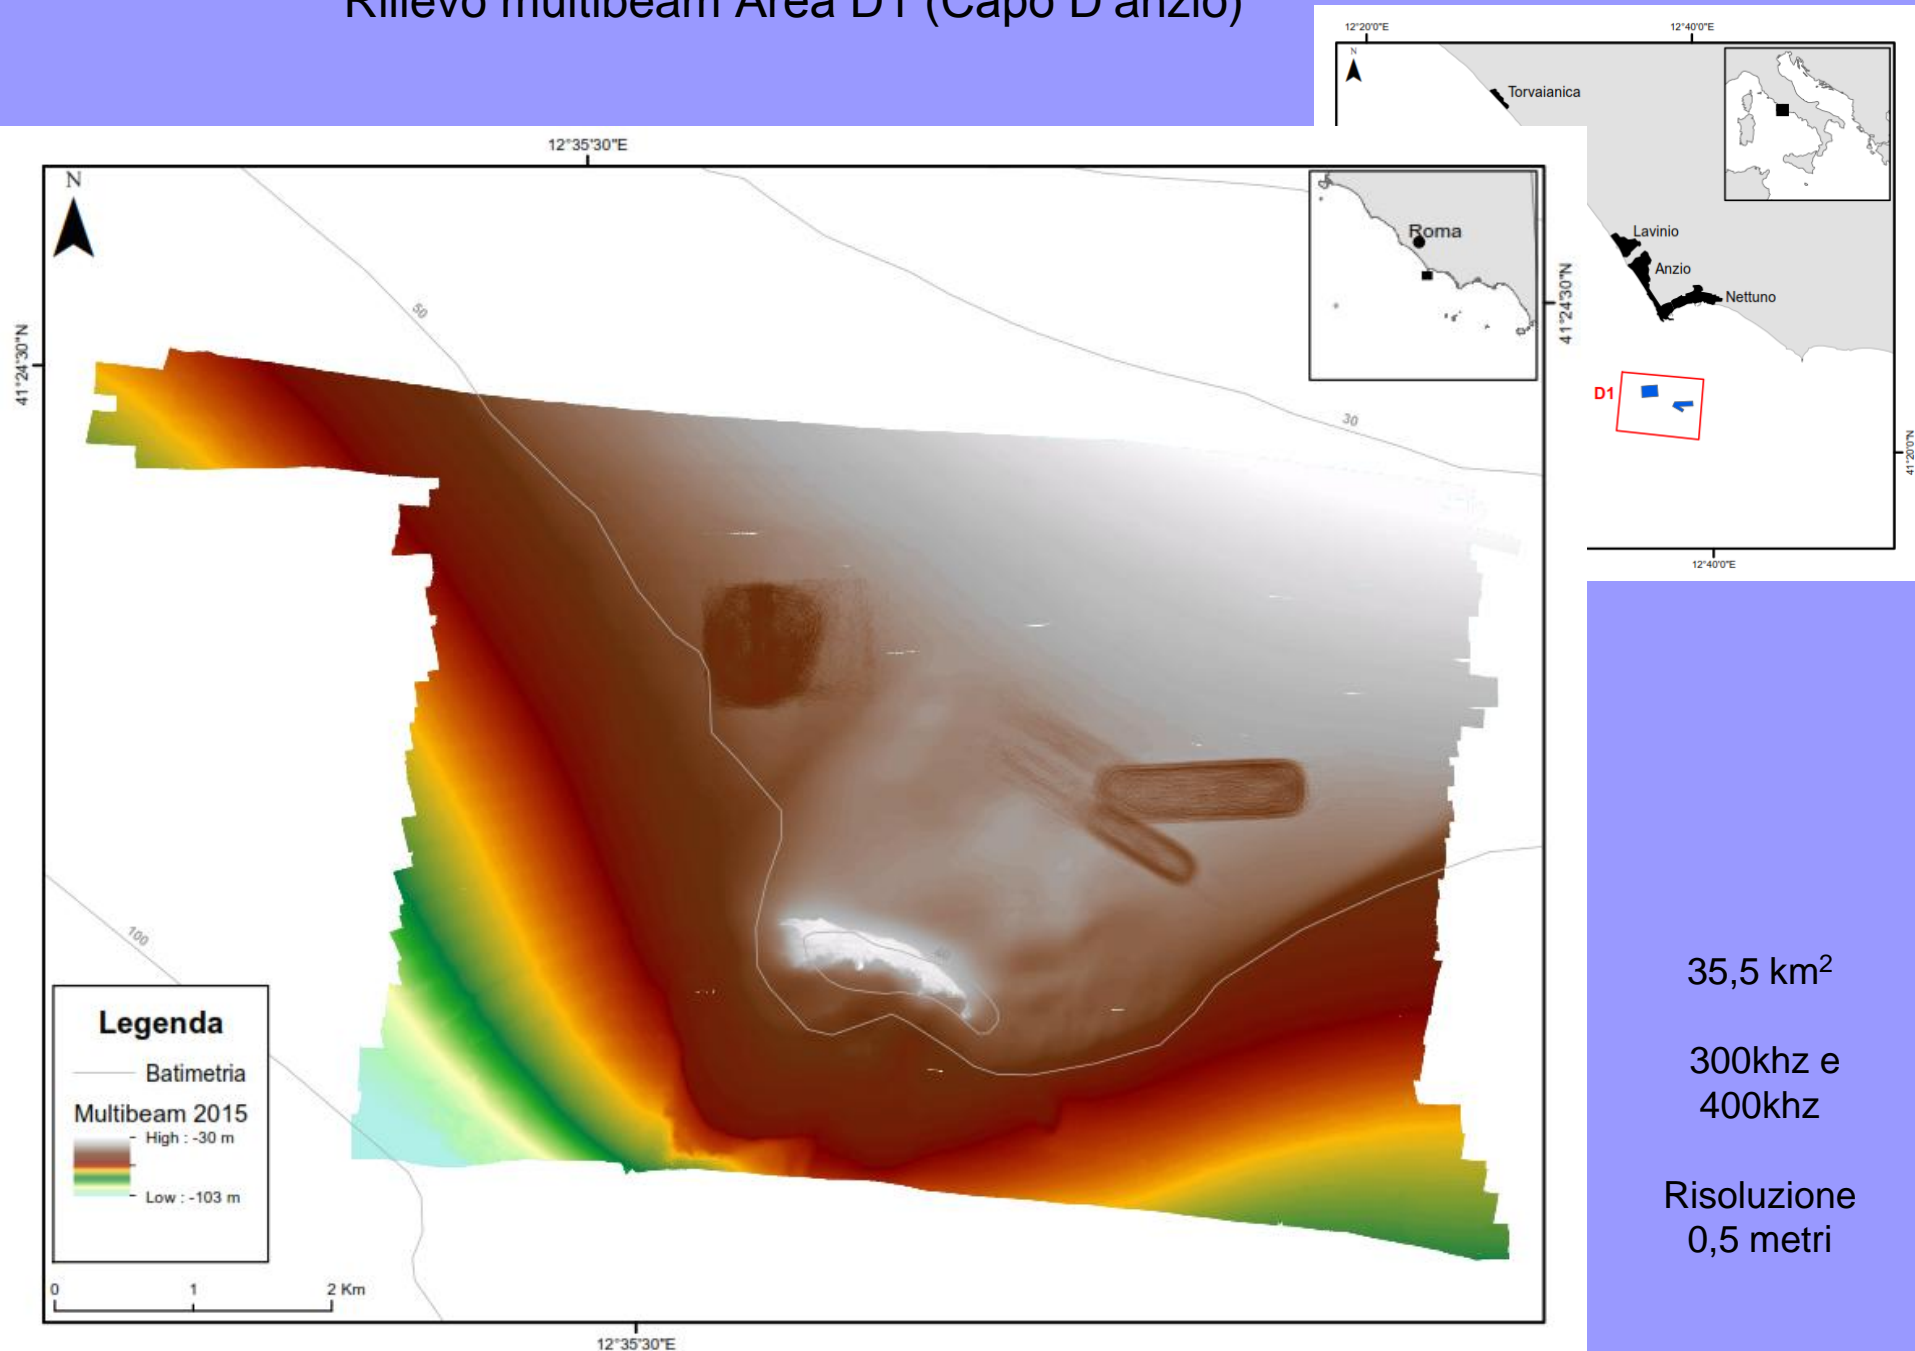 Rilievo multibeam Area D1 (Capo D'anzio)
12°20'0"E
12°40'0"E
N
Torvaianica
Lavinio
Anzio
Nettuno
D1
41°20'0"N
12°40'0"E
12°35'30"E
N
Roma
41°24'30"N
41°24'30"N
50
30
100
40
Legenda
Batimetria
Multibeam 2015
High : -30 m
Low : -103 m
0 1 2 Km
12°35'30"E
35,5 km²
300khz e
400khz
Risoluzione
0,5 metri